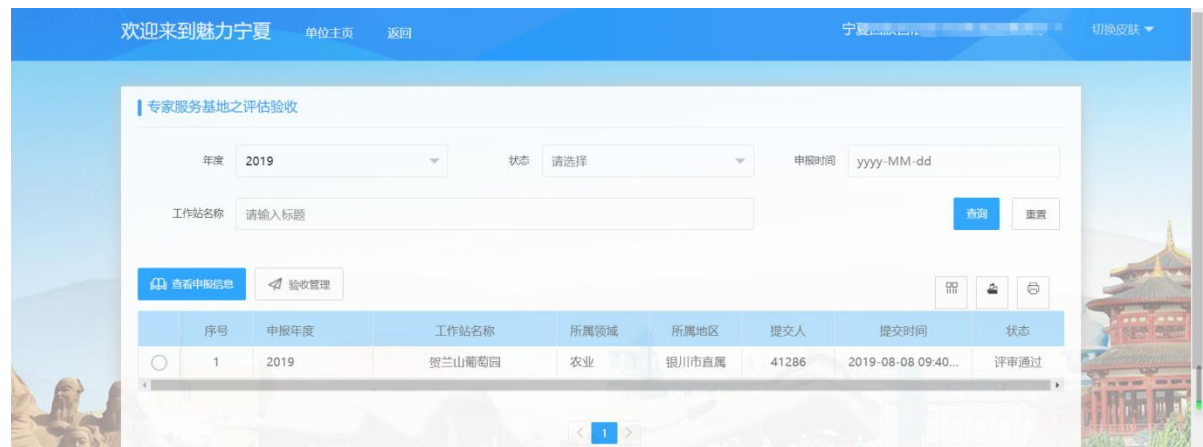 欢迎来到魅力宁夏 单位主页 返回 切换皮肤
专家服务基地之评估验收
年度 2019 状态 请选择 申报时间 yyyy-MM-dd
工作站名称 请输入标题 查询 重置
查看申报信息 验收管理
序号 申报年度 工作站名称 所属领域 所属地区 提交人 提交时间 状态
1 2019 贺兰山葡萄园 农业 银川市直属 41286 2019-08-08 09:40... 评审通过
1